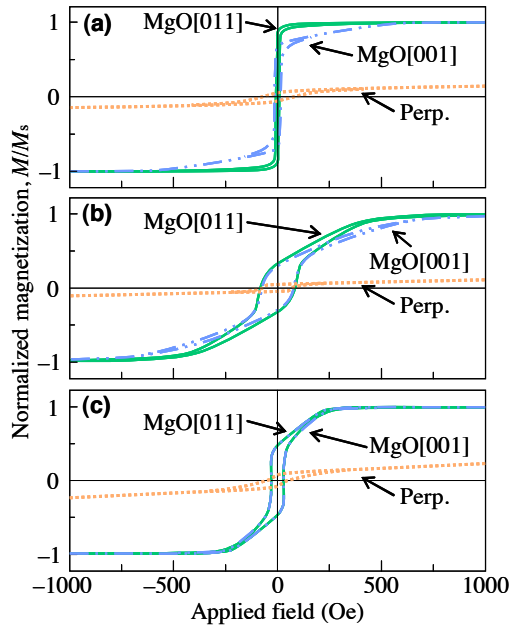 Normalized magnetization, M/Ms
(a)
MgO[011]
MgO[001]
Perp.
1
0
−1
(b)
MgO[011]
MgO[001]
Perp.
1
0
−1
(c)
MgO[011]
MgO[001]
Perp.
1
0
−1
−1000 −500 0 500 1000
Applied field (Oe)